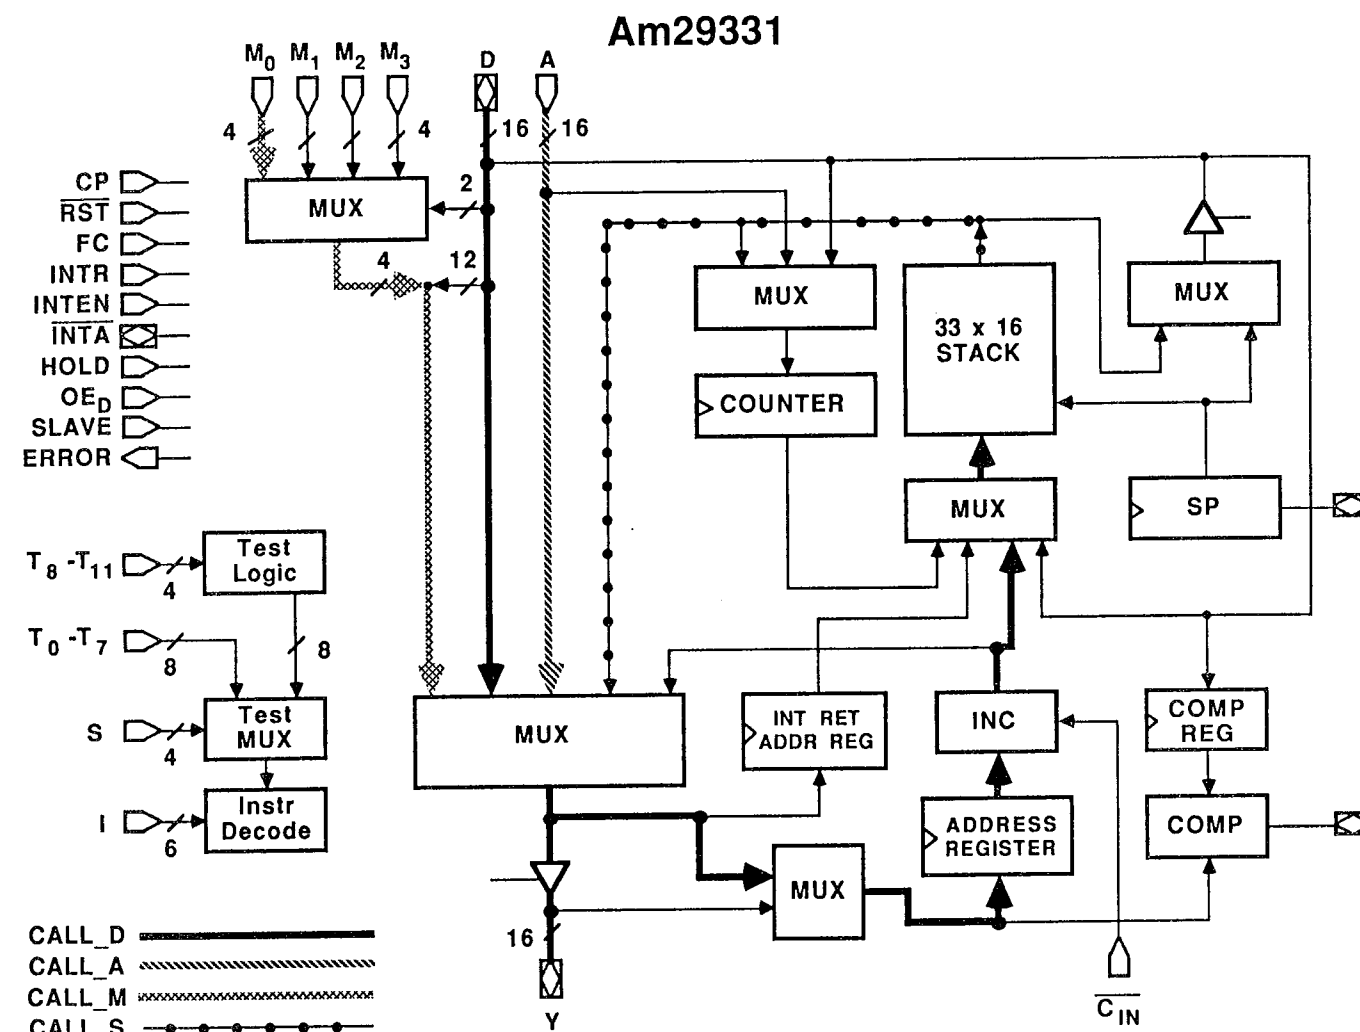 Am29331
M0 M1 M2 M3 D A
4 4 16 16
CP
RST
FC
INTR
INTEN
INTA
HOLD
OED
SLAVE
ERROR
MUX
2
4 12
MUX
COUNTER
33 x 16
STACK
MUX
MUX
SP
T8 -T11
4
Test
Logic
T0 -T7
8
8
S
4
Test
MUX
I
6
Instr
Decode
MUX
INT RET
ADDR REG
INC
COMP
REG
ADDRESS
REGISTER
COMP
MUX
16
Y
CIN
CALL_D
CALL_A
CALL_M
CALL_S